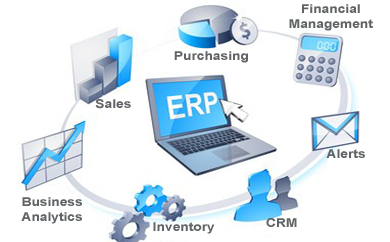 Financial
Management
Purchasing
Sales
ERP
Alerts
Business
Analytics
Inventory
CRM